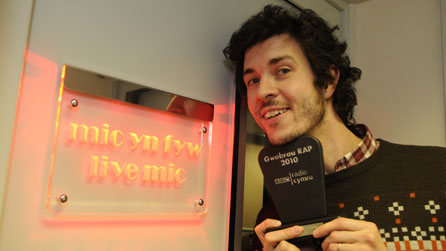 mic yn fyw
live mic
Gwobrau RAP
2010
BBC radio
cymru